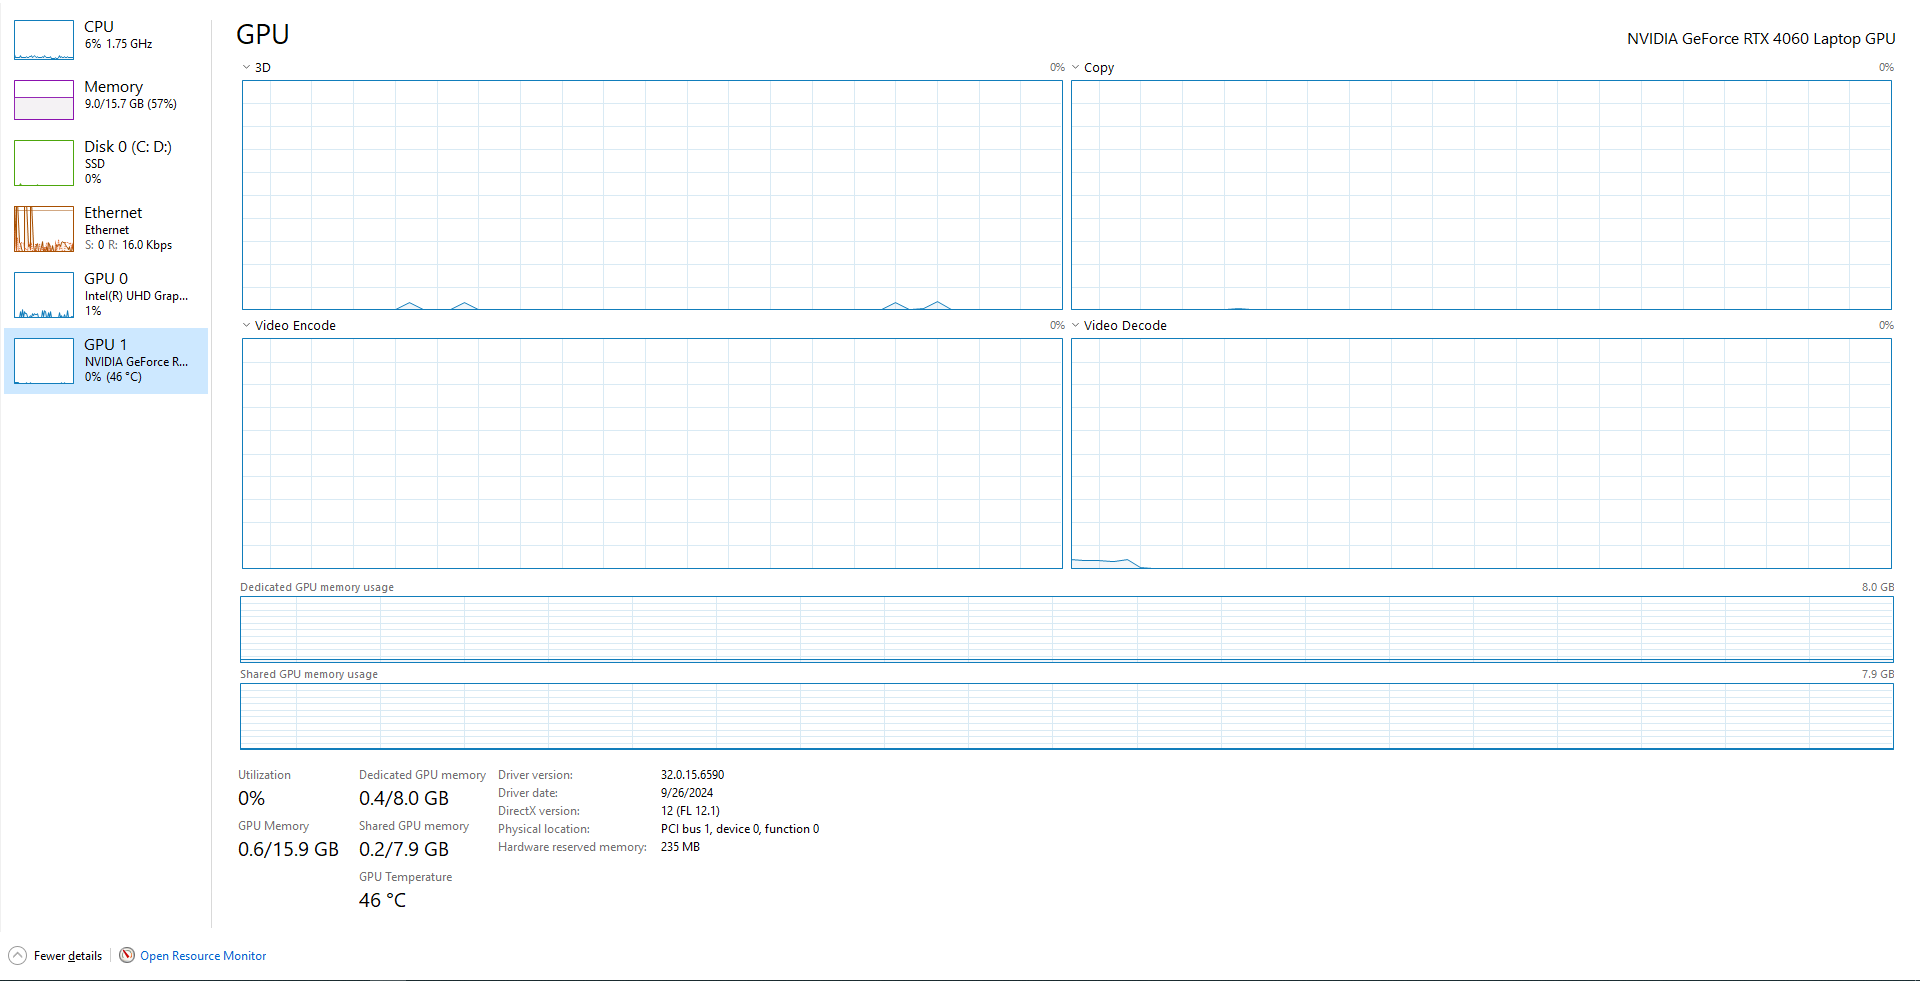 CPU
6% 1.75 GHz
Memory
9.0/15.7 GB (57%)
Disk 0 (C: D:)
SSD
0%
Ethernet
Ethernet
S: 0 R: 16.0 Kbps
GPU 0
Intel(R) UHD Grap...
1%
GPU 1
NVIDIA GeForce R...
0% (46 °C)
GPU
NVIDIA GeForce RTX 4060 Laptop GPU
3D 0%
Copy 0%
Video Encode 0%
Video Decode 0%
Dedicated GPU memory usage 8.0 GB
Shared GPU memory usage 7.9 GB
Utilization
0%
GPU Memory
0.6/15.9 GB
Dedicated GPU memory
0.4/8.0 GB
Shared GPU memory
0.2/7.9 GB
GPU Temperature
46 °C
Driver version: 32.0.15.6590
Driver date: 9/26/2024
DirectX version: 12 (FL 12.1)
Physical location: PCI bus 1, device 0, function 0
Hardware reserved memory: 235 MB
Fewer details
Open Resource Monitor